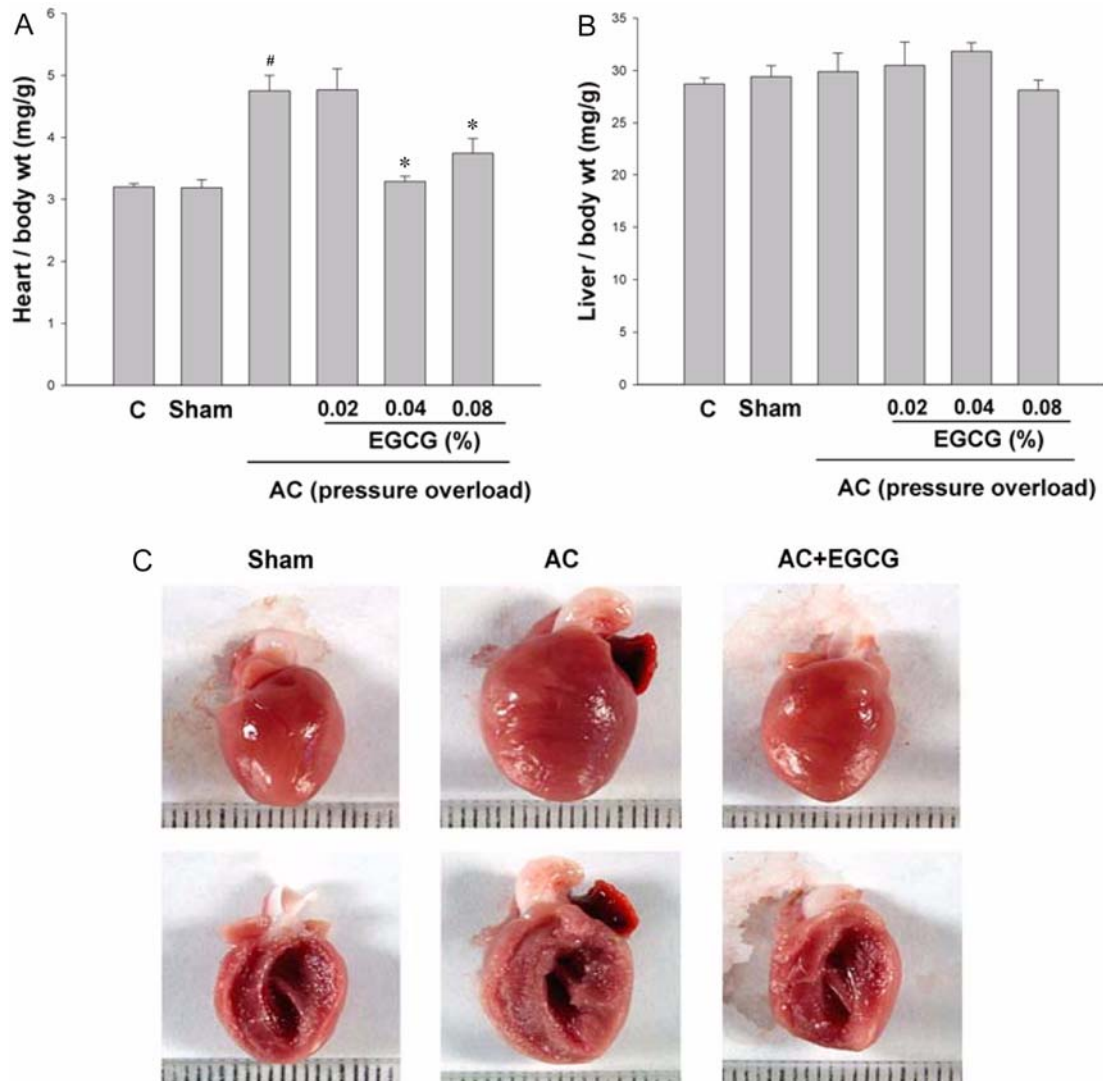 A
Heart / body wt (mg/g)
6
5
4
3
2
1
0
#
*
*
C Sham 0.02 0.04 0.08
EGCG (%)
AC (pressure overload)
B
Liver / body wt (mg/g)
35
30
25
20
15
10
5
0
C Sham 0.02 0.04 0.08
EGCG (%)
AC (pressure overload)
C
Sham AC AC+EGCG